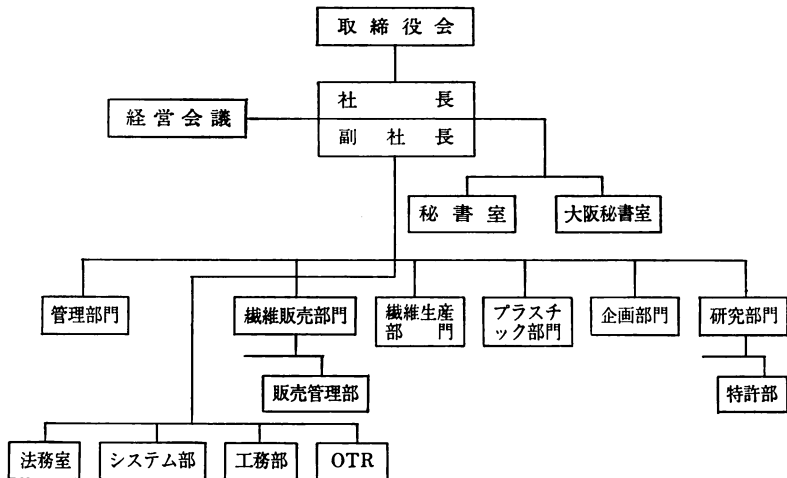 取締役会
社長
経営会議
副社長
秘書室
大阪秘書室
管理部門
繊維販売部門
繊維生産
部門
プラスチ
ック部門
企画部門
研究部門
販売管理部
特許部
法務室
システム部
工務部
OTR